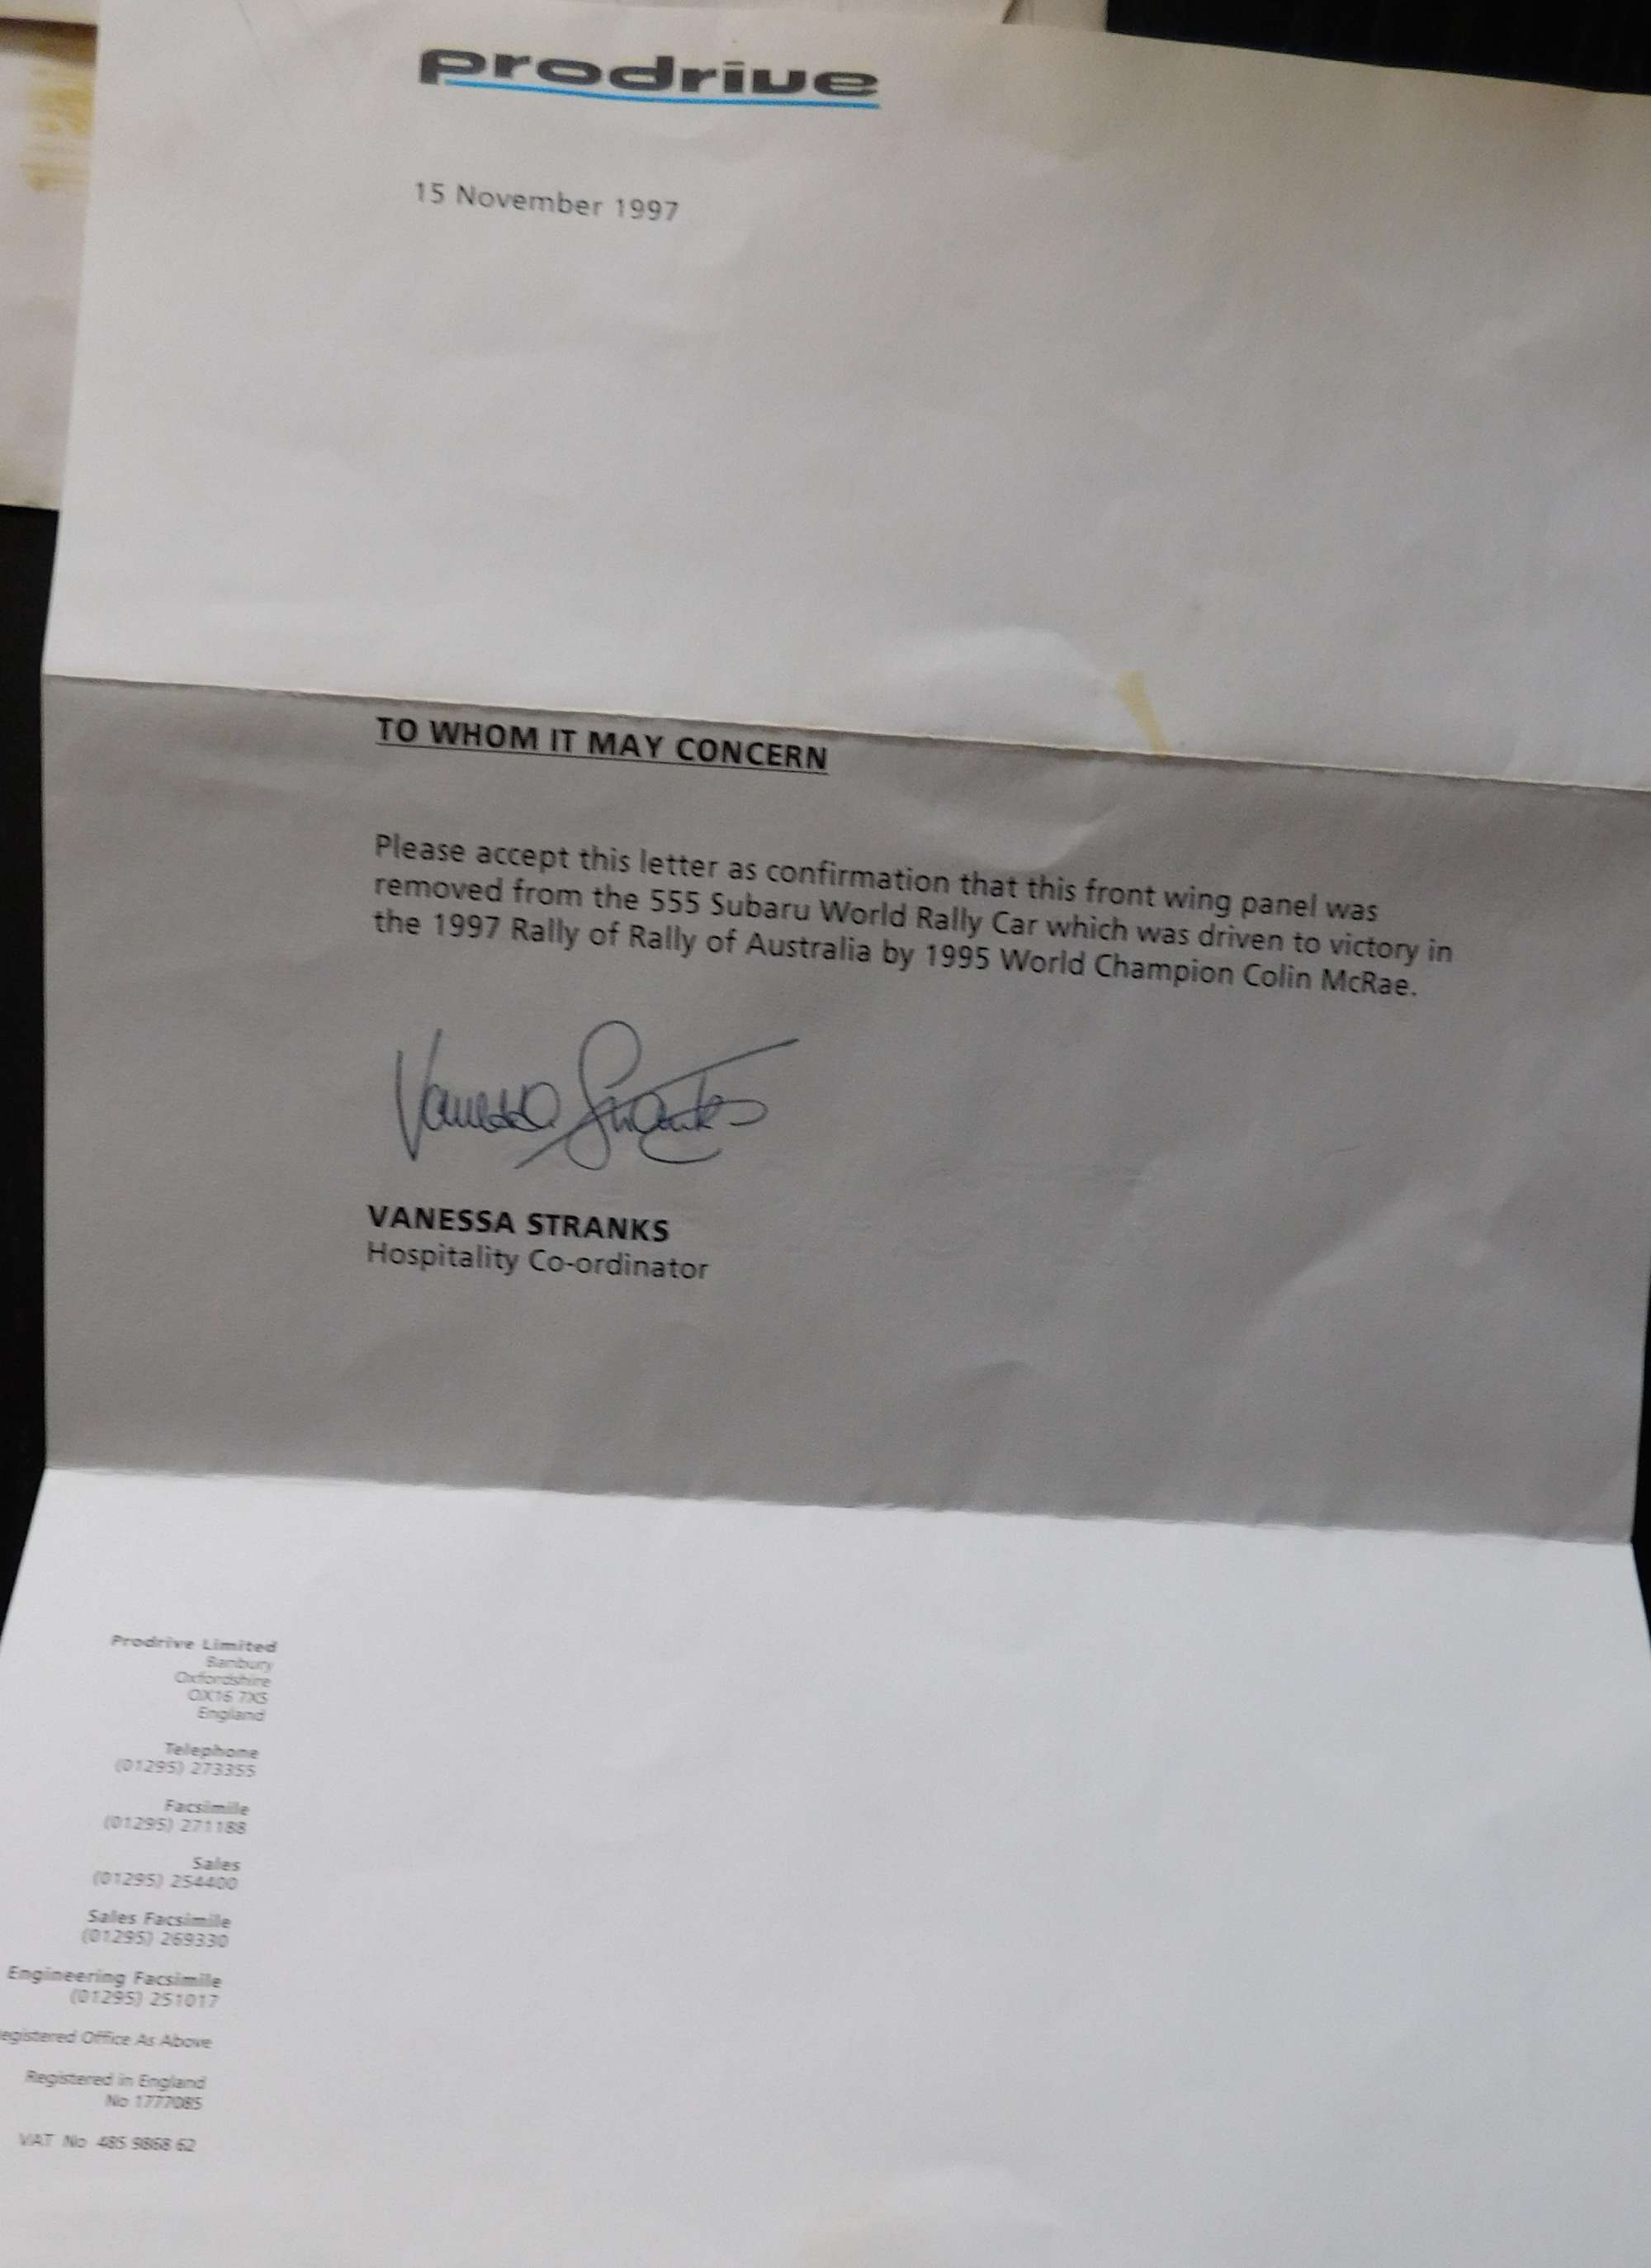 prodrive
15 November 1997
TO WHOM IT MAY CONCERN
Please accept this letter as confirmation that this front wing panel was
removed from the 555 Subaru World Rally Car which was driven to victory in
the 1997 Rally of Rally of Australia by 1995 World Champion Colin McRae.
Vanessa Stranks
VANESSA STRANKS
Hospitality Co-ordinator
Prodrive Limited
Banbury
Oxfordshire
OX16 7XS
England
Telephone
(01295) 273355
Facsimile
(01295) 271188
Sales
(01295) 254400
Sales Facsimile
(01295) 269330
Engineering Facsimile
(01295) 251017
egistered Office As Above
Registered in England
No 1777085
VAT No 485 9868 62